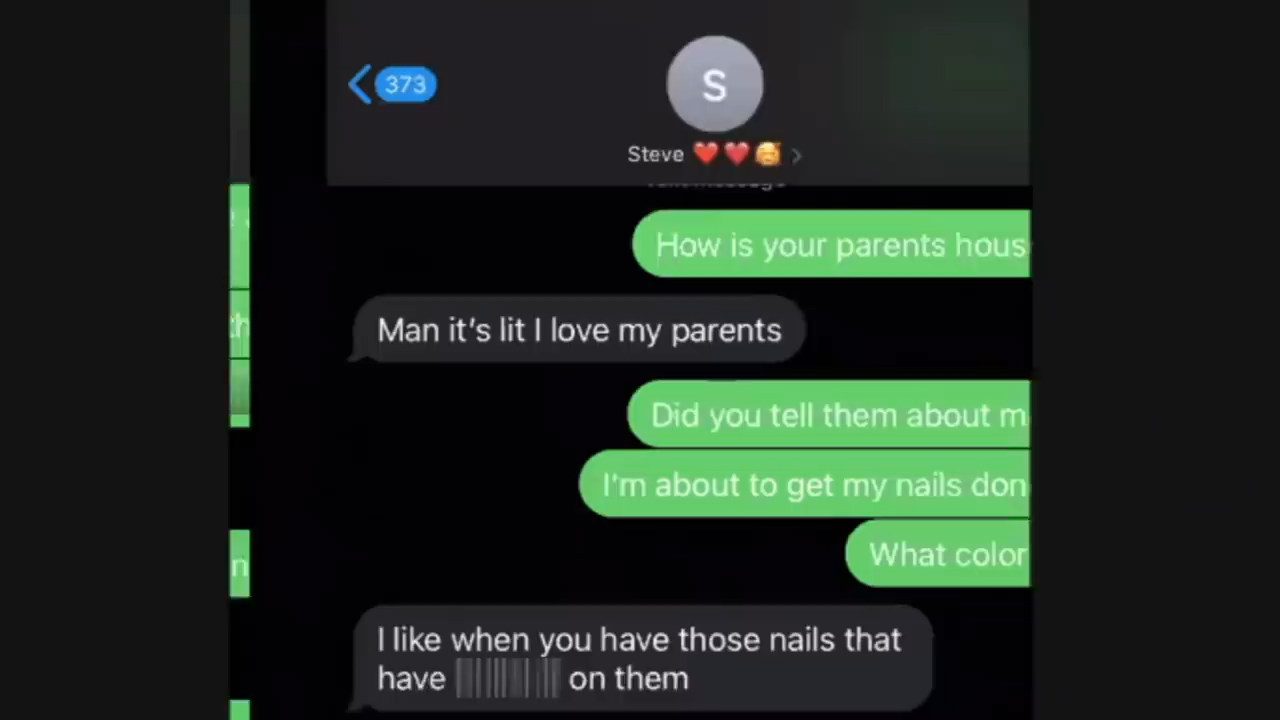 373
S
Steve ❤️❤️🥰
How is your parents hous
Man it's lit I love my parents
Did you tell them about m
I'm about to get my nails don
What color
I like when you have those nails that
have on them
th
n